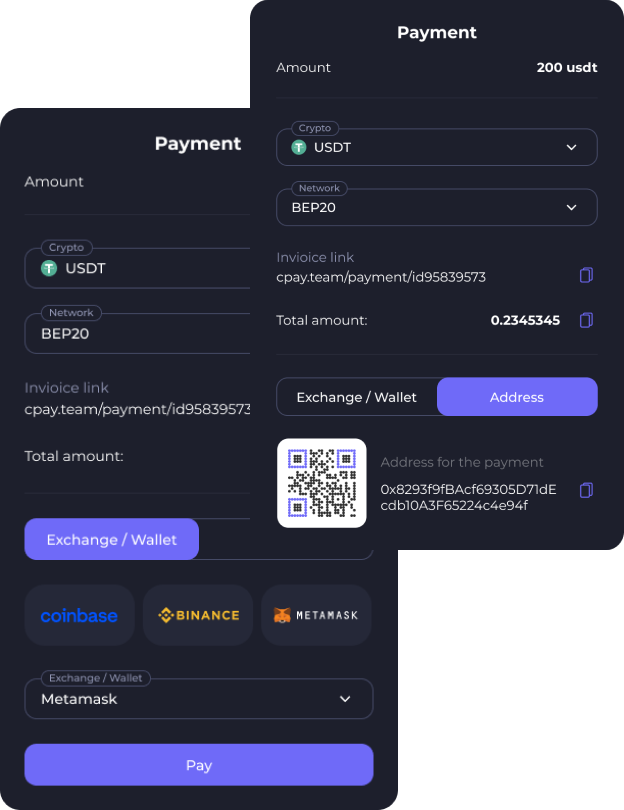 Payment
Amount
200 usdt
Crypto
USDT
Network
BEP20
Invioice link
cpay.team/payment/id95839573
Total amount:
0.2345345
Exchange / Wallet
Address
Address for the payment
0x8293f9fBAcf69305D71dE
cdb10A3F65224c4e94f
Payment
Amount
Crypto
USDT
Network
BEP20
Invioice link
cpay.team/payment/id95839573
Total amount:
Exchange / Wallet
coinbase
BINANCE
METAMASK
Exchange / Wallet
Metamask
Pay